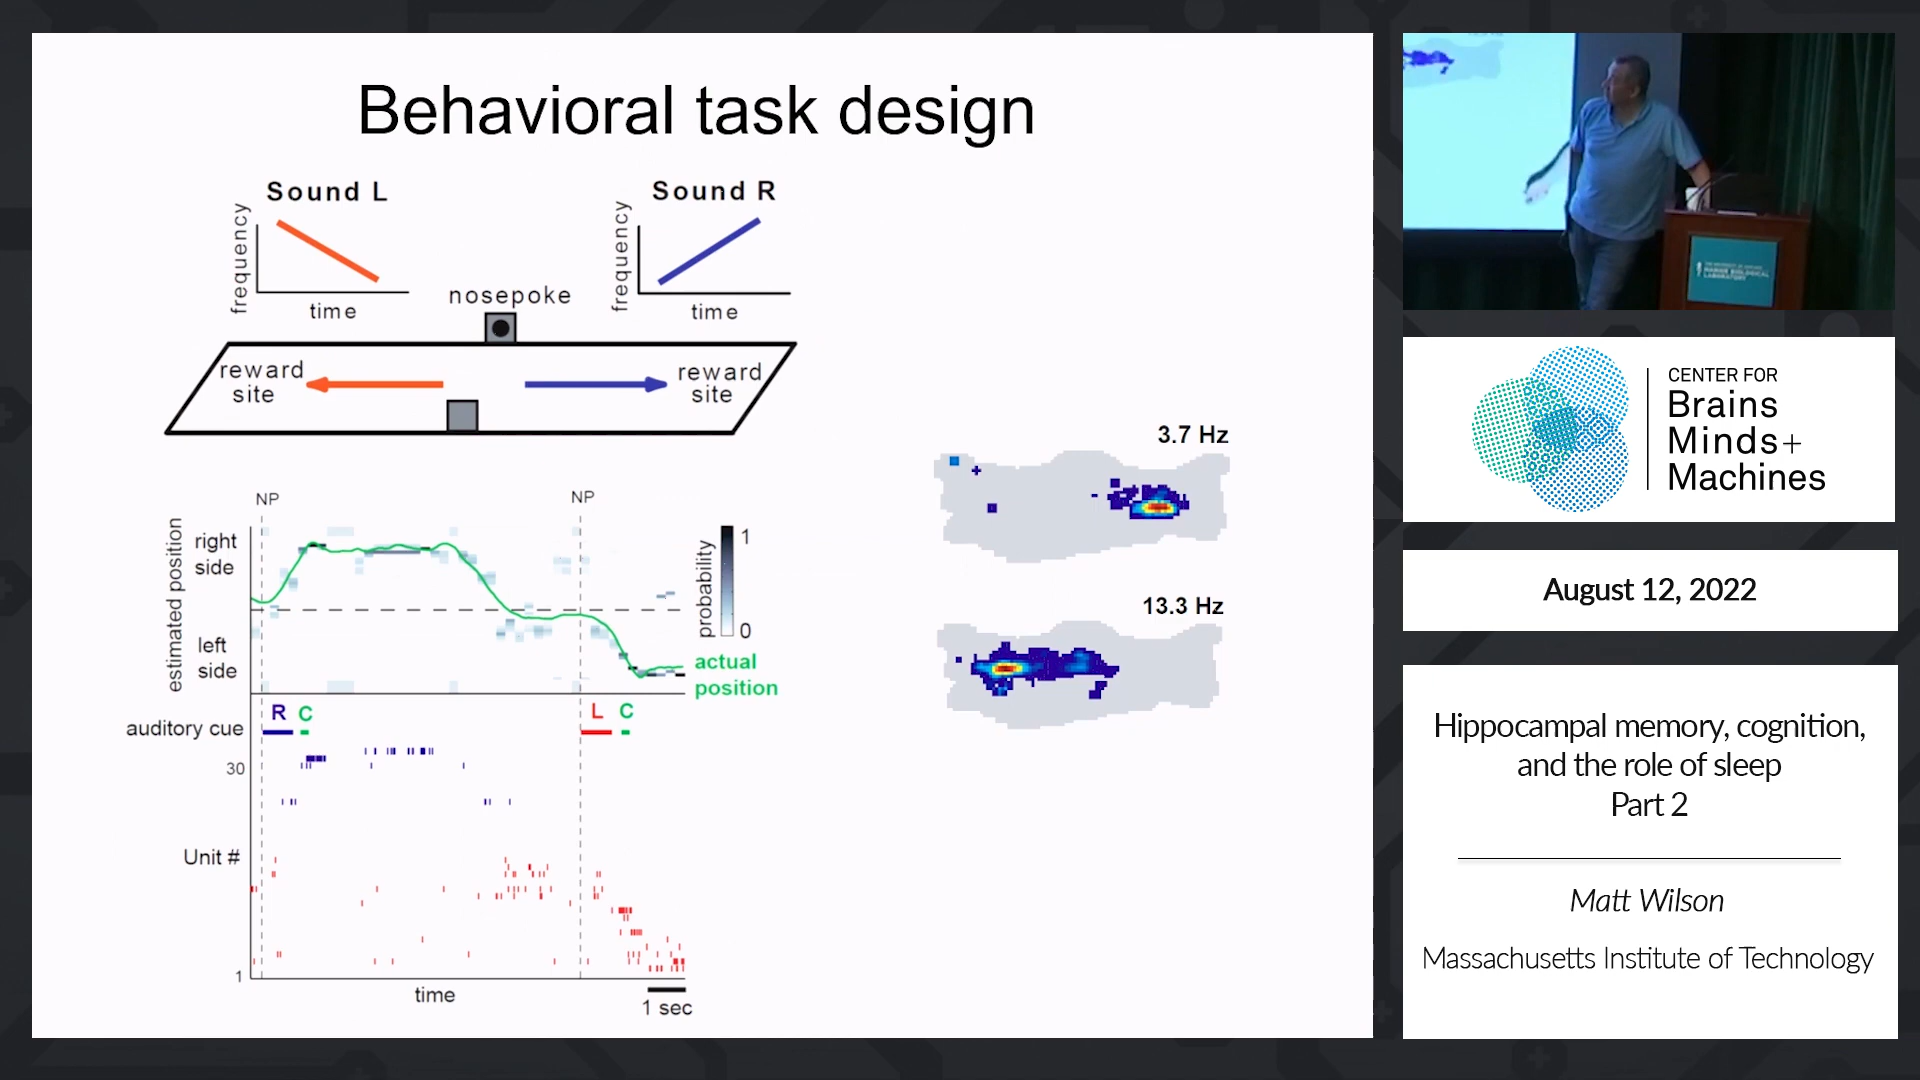 Behavioral task design
Sound L
frequency
time
Sound R
frequency
time
nosepoke
reward
site
reward
site
NP
NP
estimated position
right
side
left
side
probability
1
0
actual
position
auditory cue
R
C
L
C
30
Unit #
1
time
1 sec
3.7 Hz
13.3 Hz
CENTER FOR
Brains
Minds+
Machines
August 12, 2022
Hippocampal memory, cognition,
and the role of sleep
Part 2
Matt Wilson
Massachusetts Institute of Technology